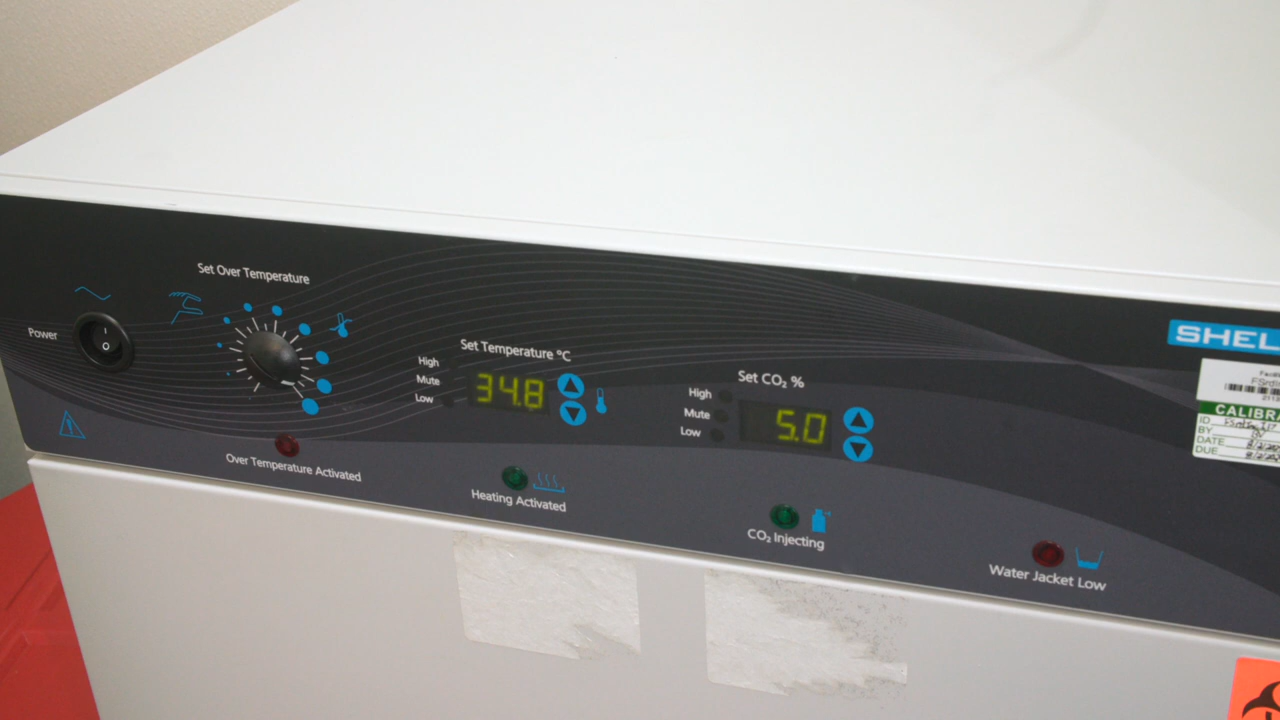 Set Over Temperature
Power
Set Temperature °C
High
Mute
Low
34.8
Set CO₂ %
High
Mute
Low
5.0
SHEL
CALIBRA
ID
BY
DATE
DUE
Over Temperature Activated
Heating Activated
CO₂ Injecting
Water Jacket Low